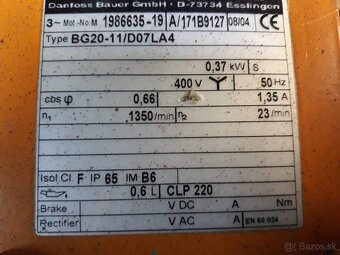 Danfoss Bauer GmbH · D-73734 Esslingen
3~ Mot.-No M 1986635-19 A/171B9127 08/04 CE
Type BG20-11/D07LA4
0,37 kW S
400 V Y 50 Hz
cos φ 0,66 1,35 A
n1 1350/min n2 23/min
Isol.Cl. F IP 65 IM B6
0,6 L CLP 220
Brake V DC A Nm
Rectifier V AC A EN 60 034
bazos.sk